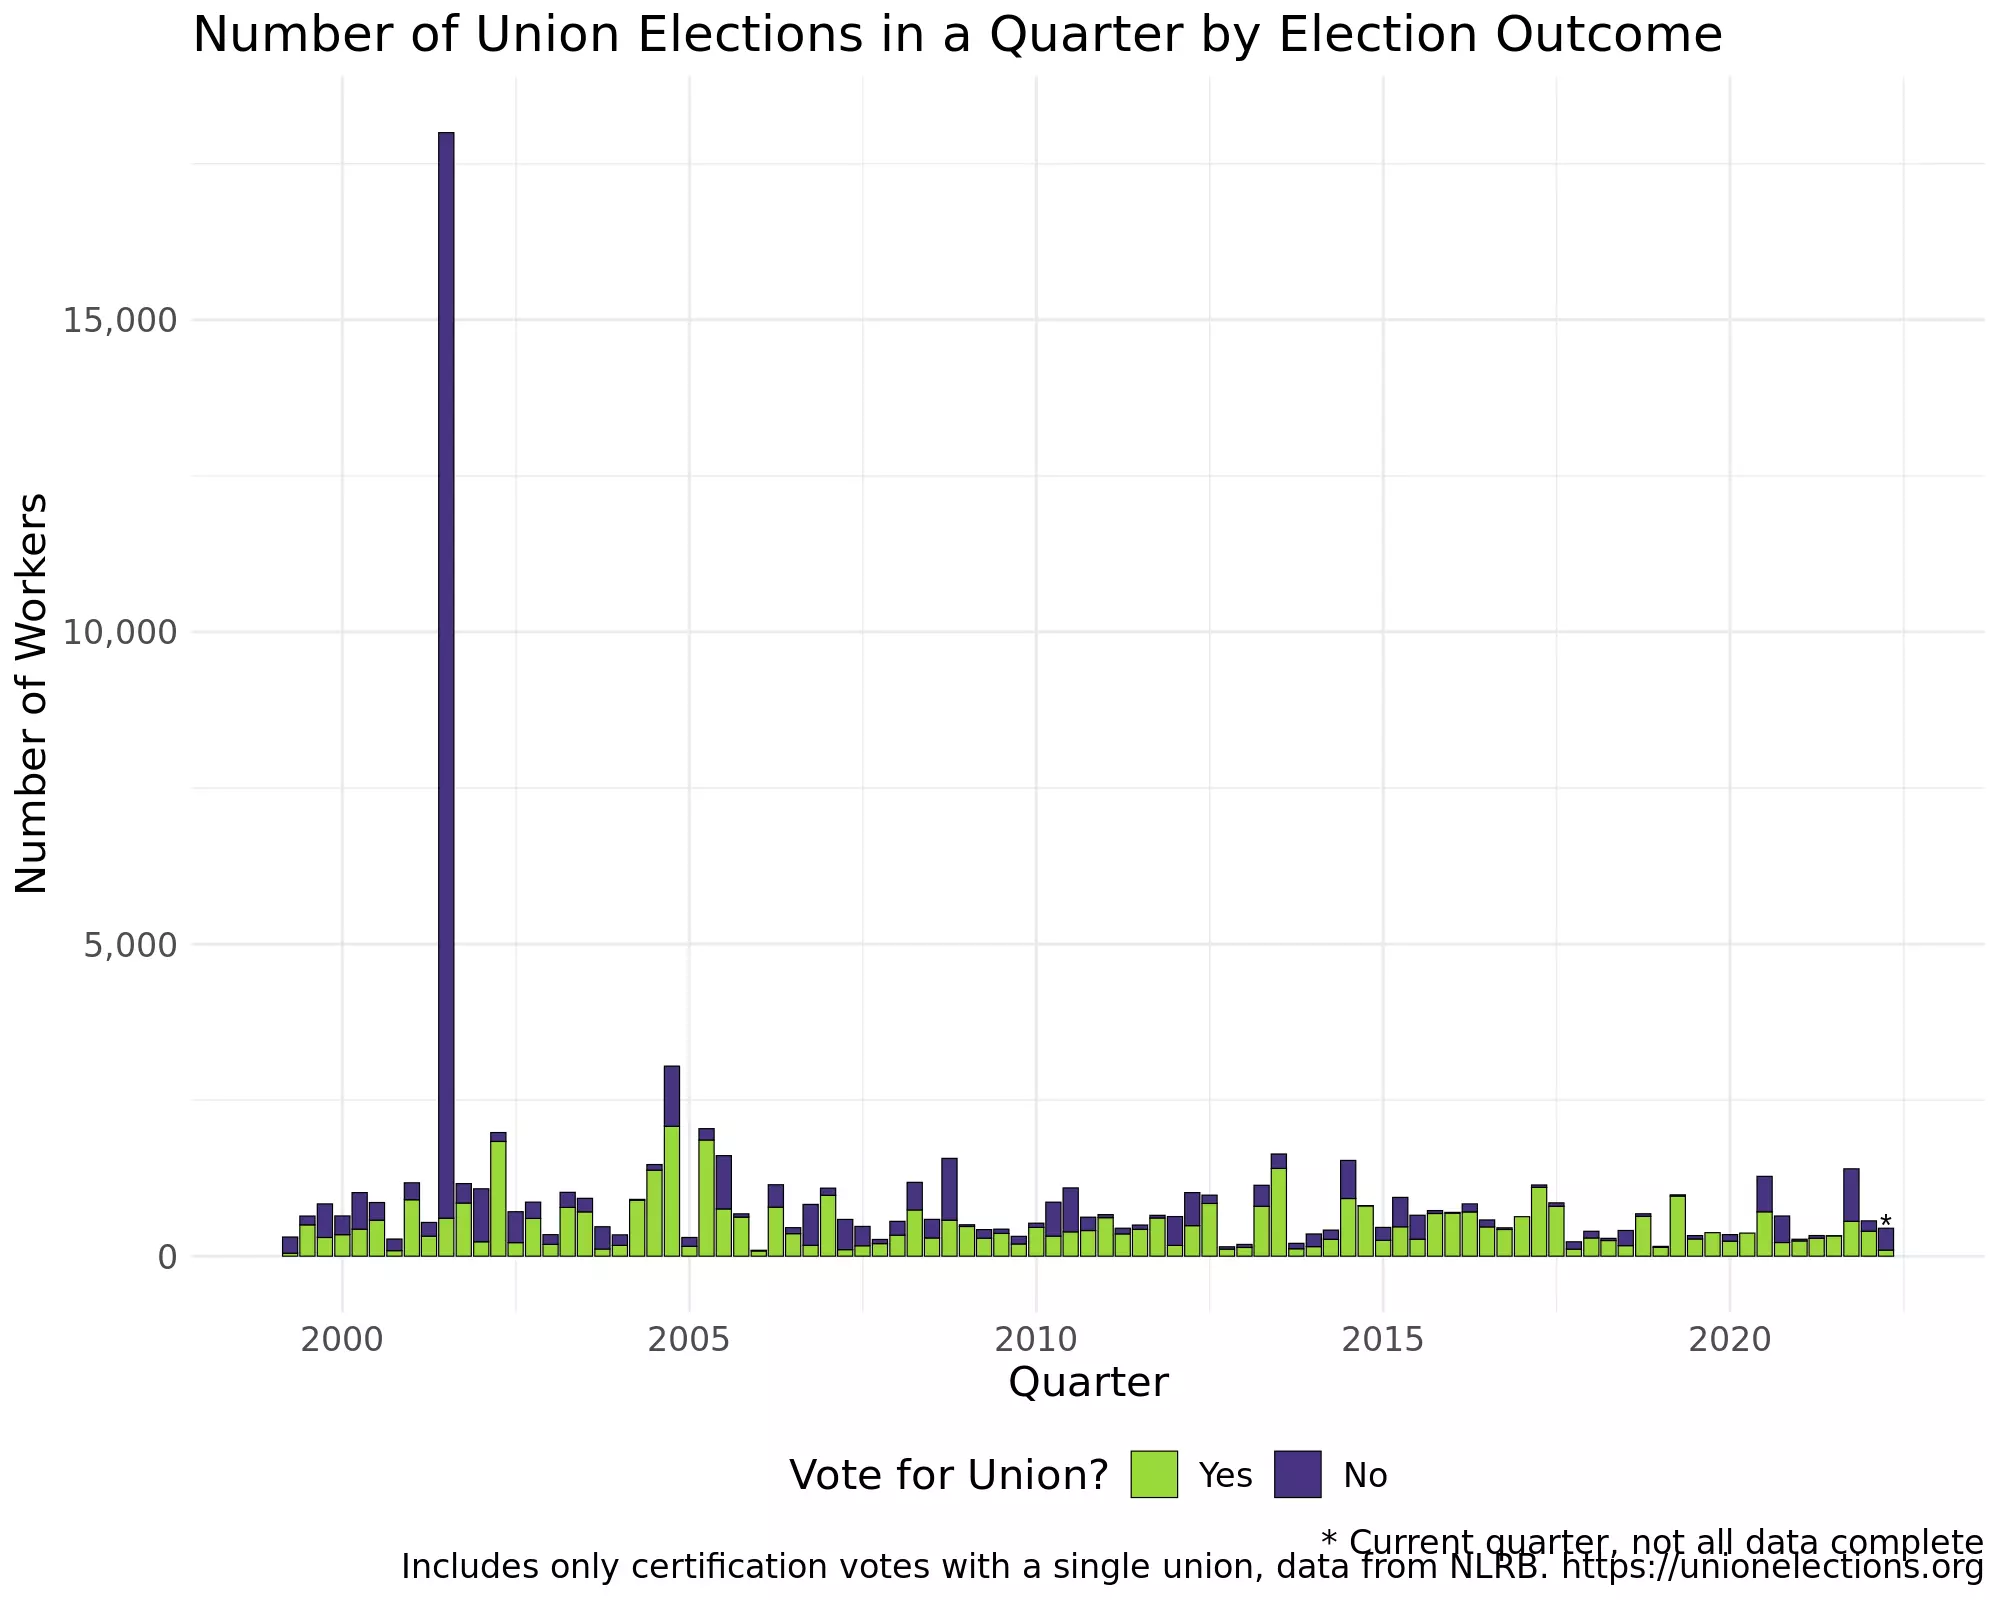 Number of Union Elections in a Quarter by Election Outcome
Number of Workers
15,000
10,000
5,000
0
*
2000 2005 2010 2015 2020
Quarter
Vote for Union? Yes No
* Current quarter, not all data complete
Includes only certification votes with a single union, data from NLRB. https://unionelections.org